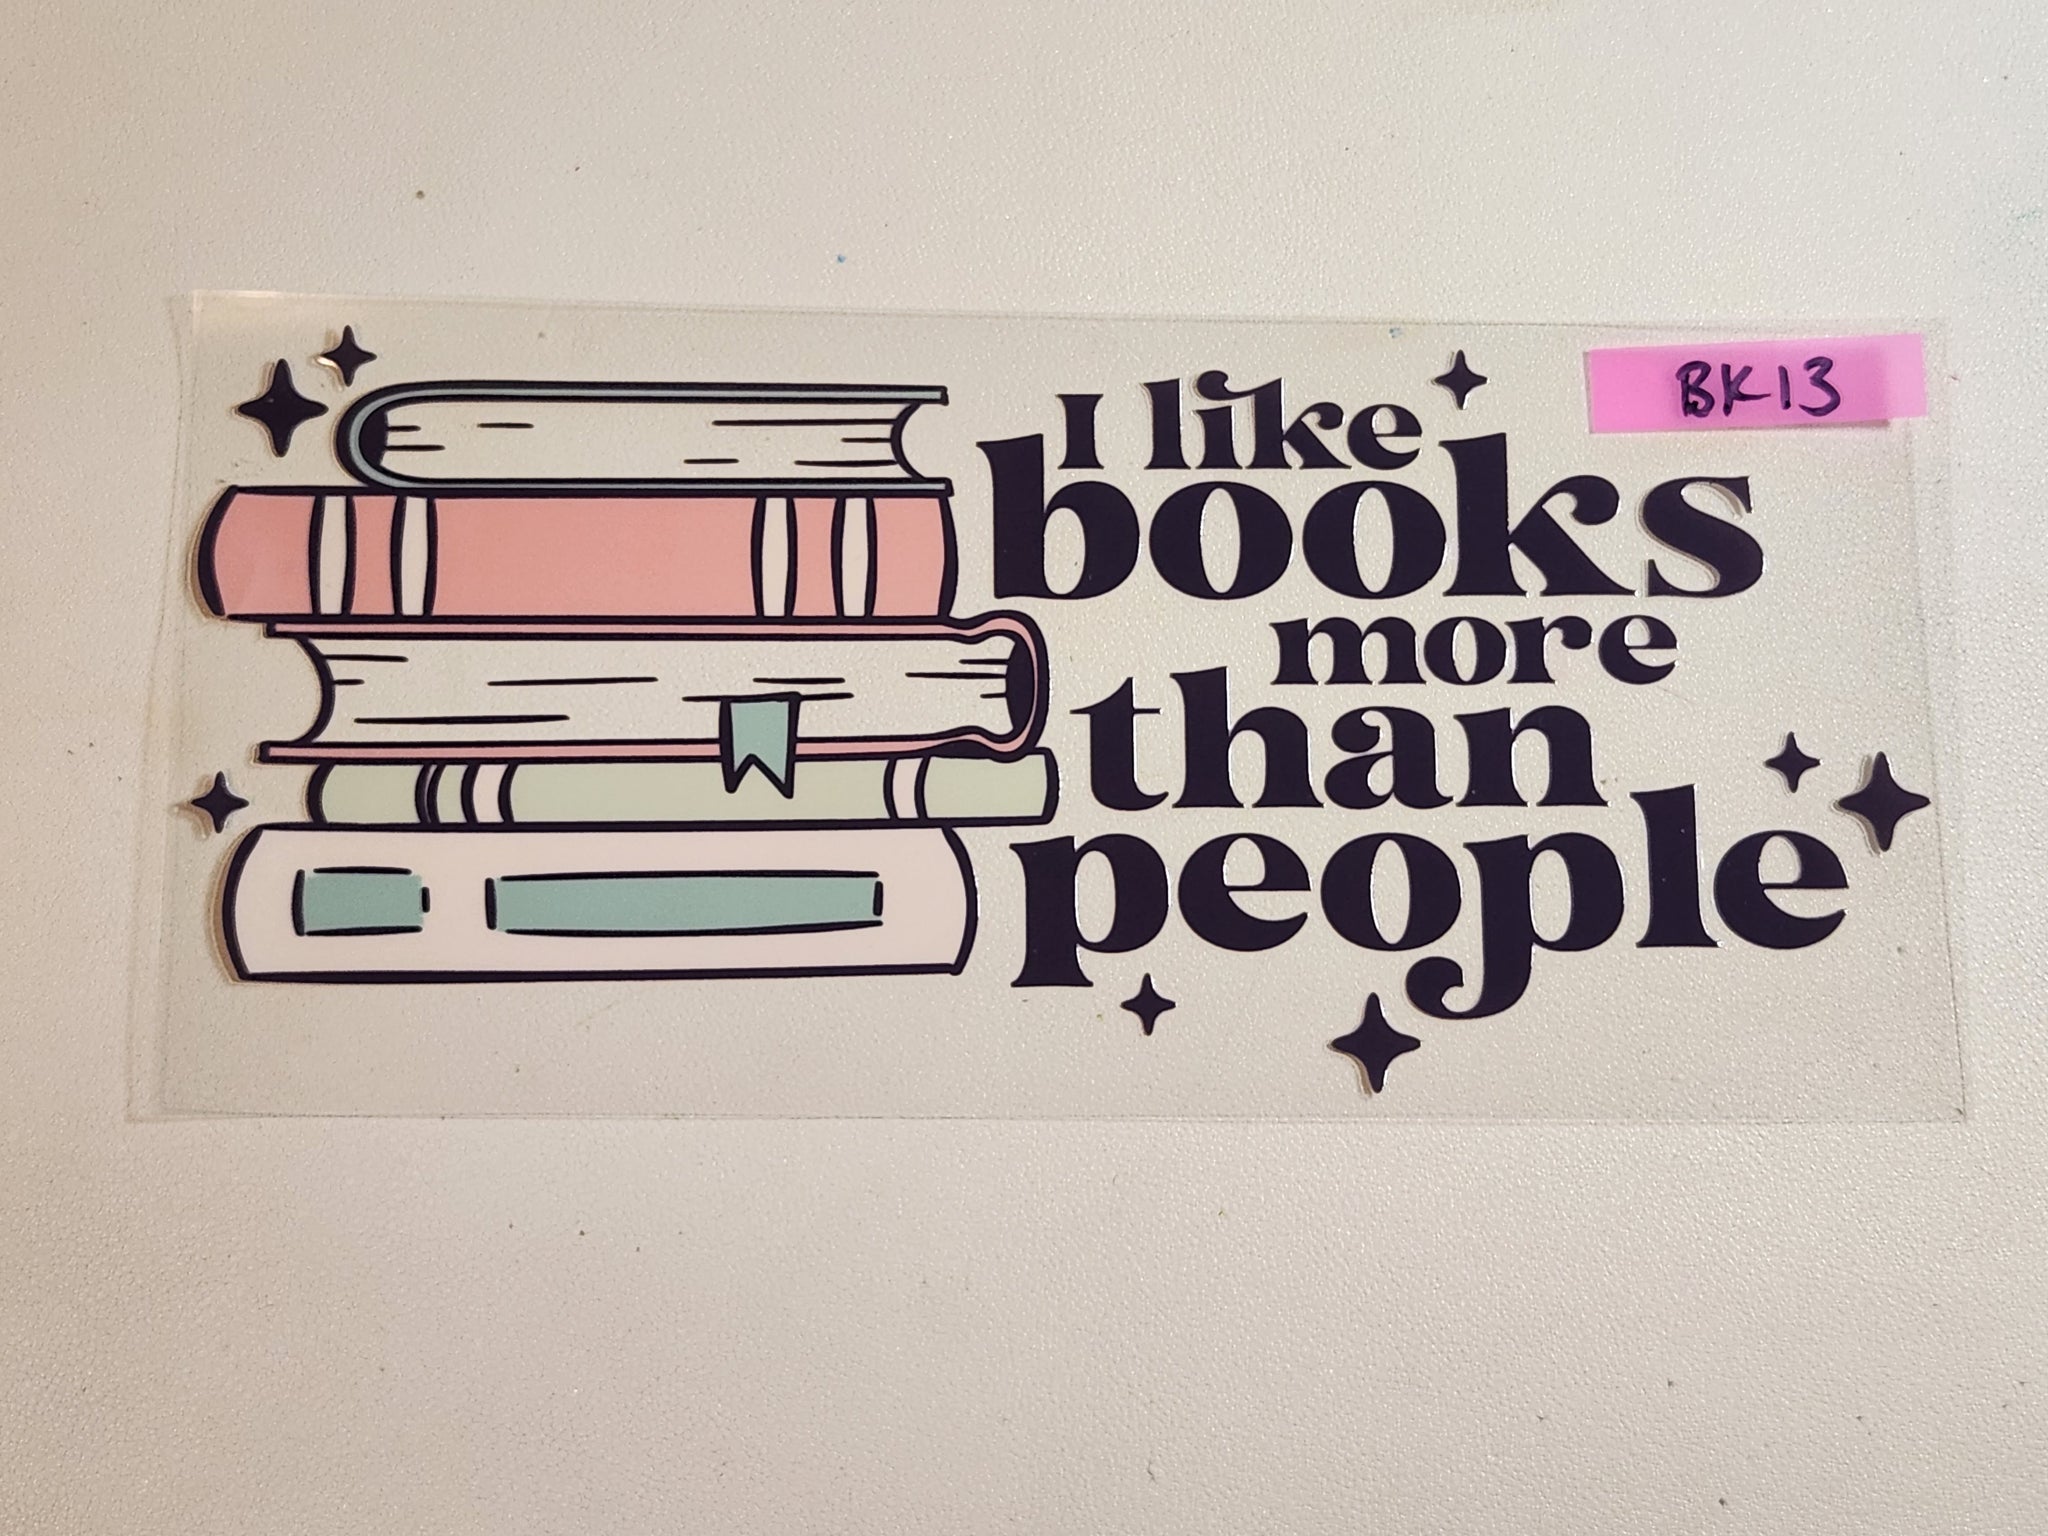 BK13
I like
books
more
than
people